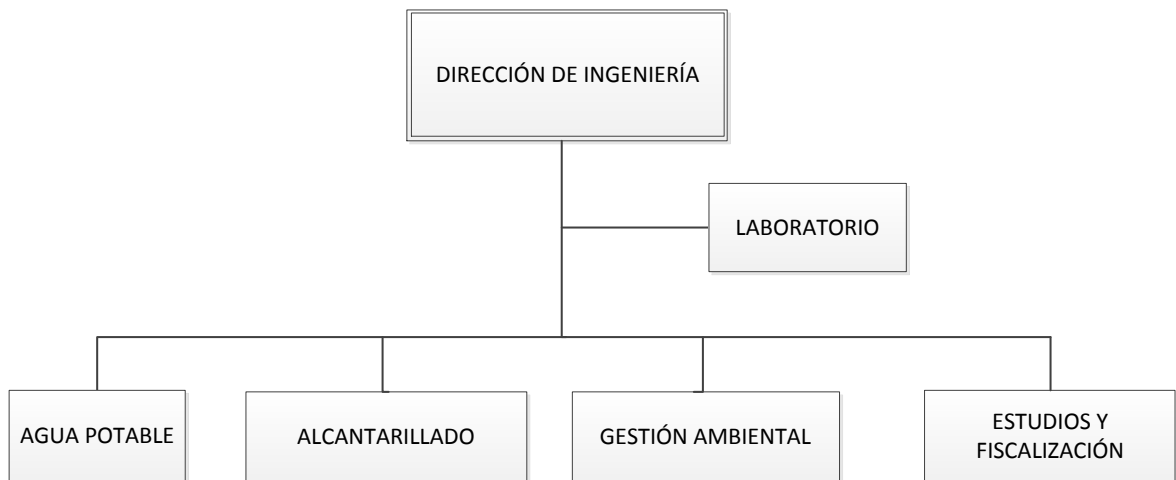 DIRECCIÓN DE INGENIERÍA
LABORATORIO
AGUA POTABLE
ALCANTARILLADO
GESTIÓN AMBIENTAL
ESTUDIOS Y
FISCALIZACIÓN